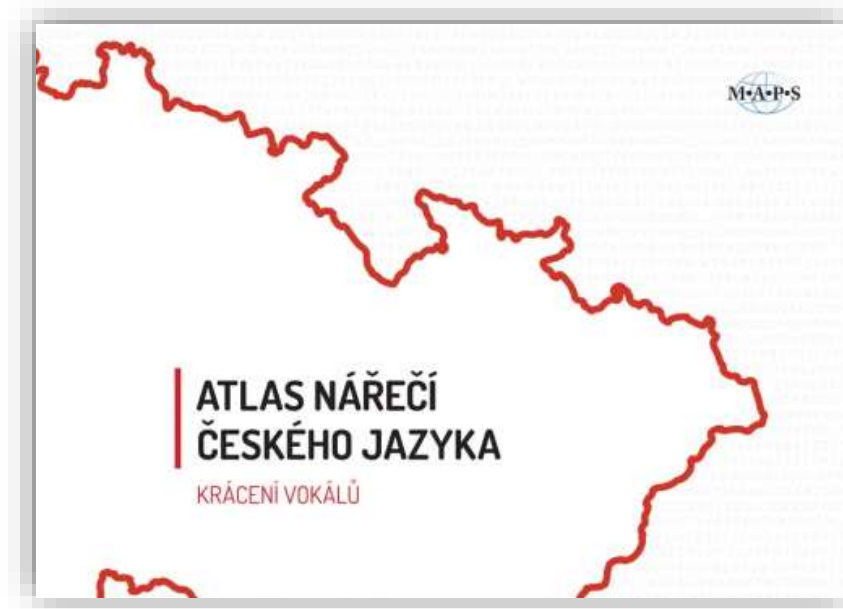 M•A•P•S
ATLAS NÁŘEČÍ
ČESKÉHO JAZYKA
KRÁCENÍ VOKÁLŮ